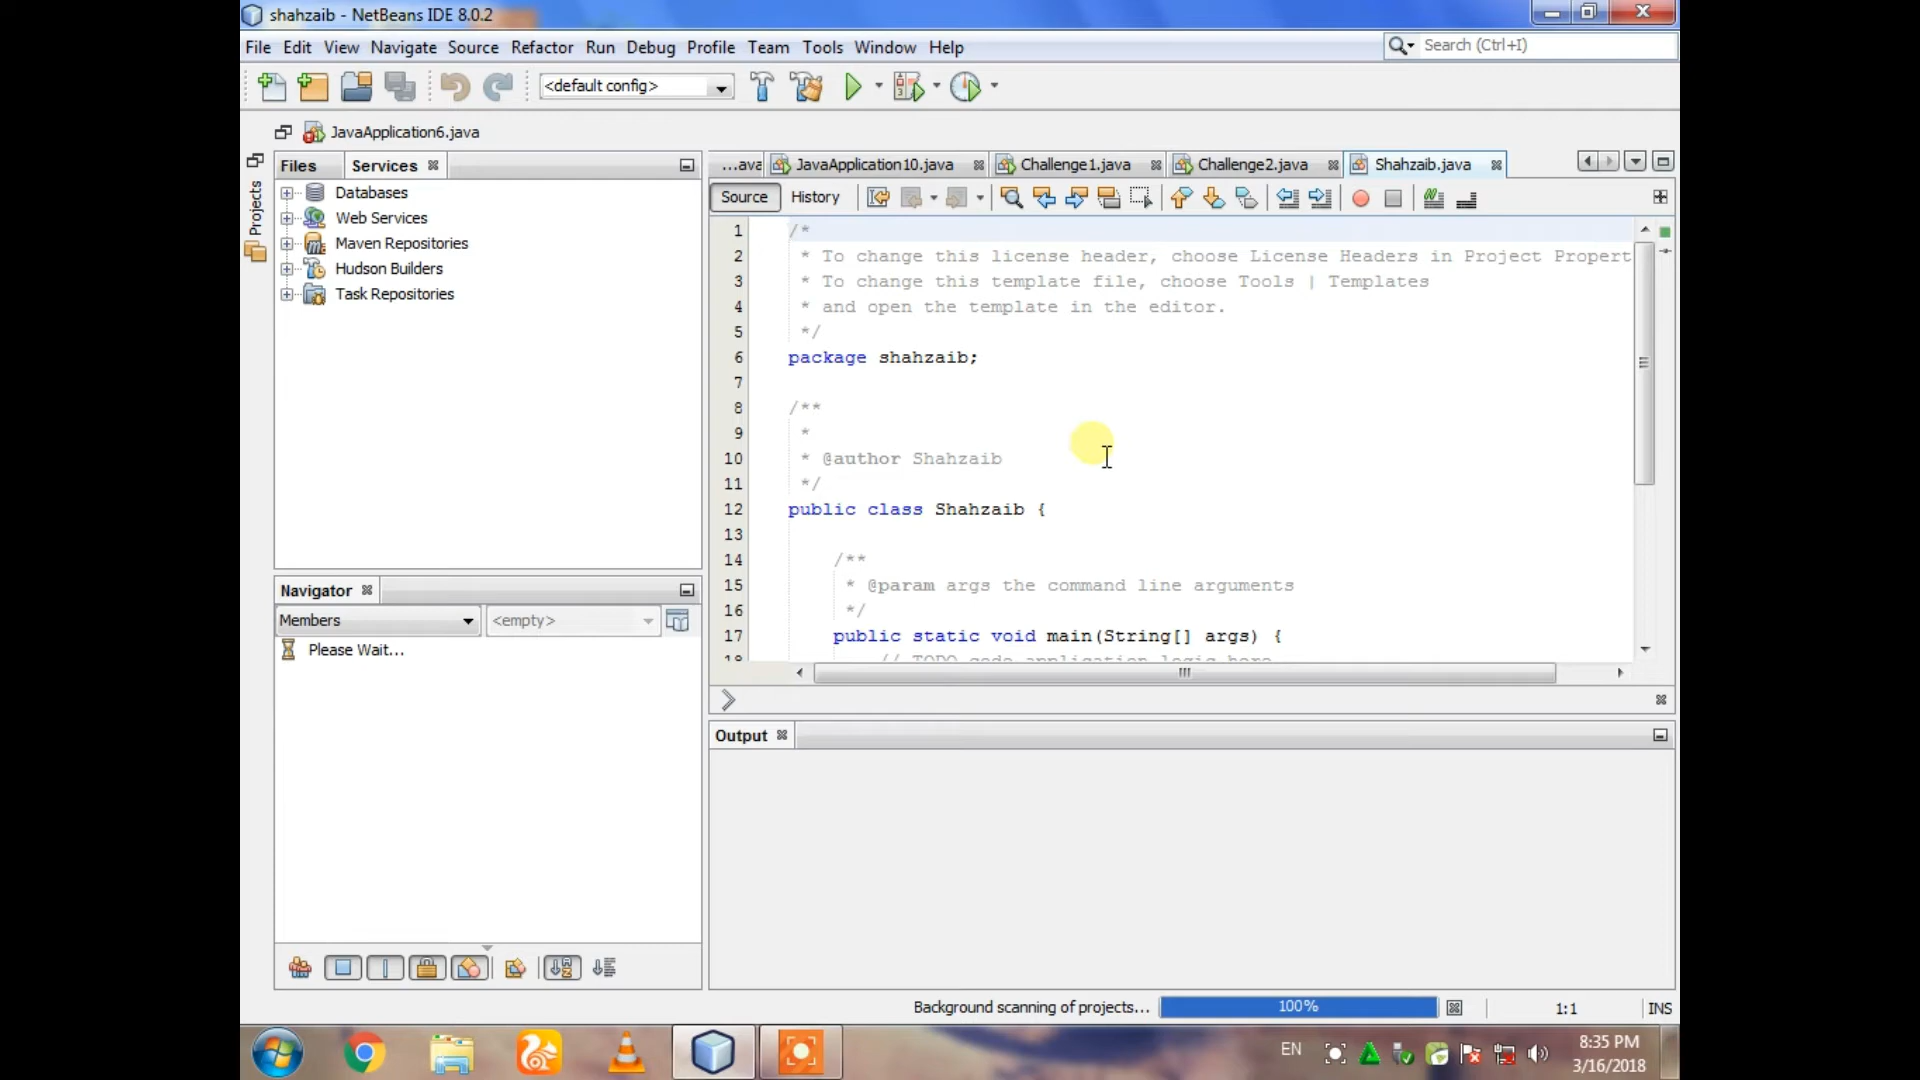 shahzaib - NetBeans IDE 8.0.2
File Edit View Navigate Source Refactor Run Debug Profile Team Tools Window Help
Search (Ctrl+I)
<default config>
JavaApplication6.java
Projects
Files Services
Databases
Web Services
Maven Repositories
Hudson Builders
Task Repositories
...ava JavaApplication10.java Challenge1.java Challenge2.java Shahzaib.java
Source History
1 /*
2 * To change this license header, choose License Headers in Project Propert
3 * To change this template file, choose Tools | Templates
4 * and open the template in the editor.
5 */
6 package shahzaib;
7
8 /**
9 *
10 * @author Shahzaib
11 */
12 public class Shahzaib {
13
14 /**
15 * @param args the command line arguments
16 */
17 public static void main(String[] args) {
18 // TODO code application logic here
Navigator
Members <empty>
Please Wait...
Output
Background scanning of projects... 100% 1:1 INS
EN 8:35 PM
3/16/2018